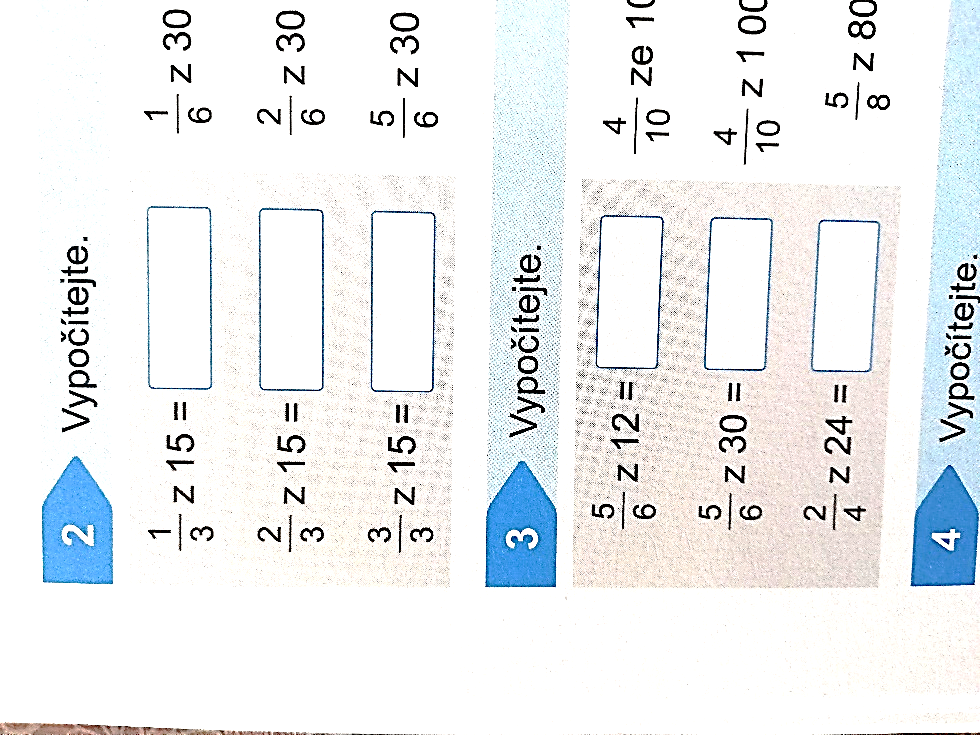 2 Vypočítejte.
1/3 z 15 = 1/6 z 30
2/3 z 15 = 2/6 z 30
3/3 z 15 = 5/6 z 30
3 Vypočítejte.
5/6 z 12 = 4/10 ze
5/6 z 30 = 4/10 z
2/4 z 24 = 5/8 z 80
4 Vypočítejte.